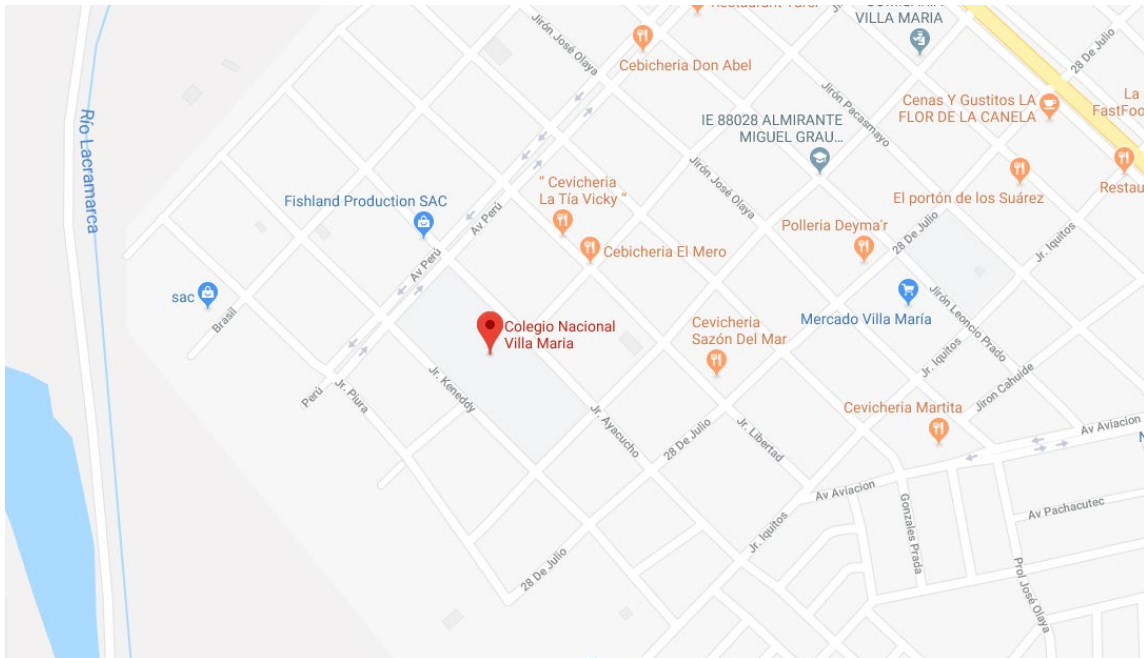 VILLA MARIA
28 De Julio
Jirón José Olaya
Cebicheria Don Abel
Jirón Pacasmayo
Cenas Y Gustitos LA
FLOR DE LA CANELA
La
FastFoo
Río Lacramarca
IE 88028 ALMIRANTE
MIGUEL GRAU...
Jirón José Olaya
" Cevicheria
La Tía Vicky "
El portón de los Suárez
Restau
Fishland Production SAC
Av Perú
Polleria Deyma'r
28 De Julio
Jr. Iquitos
Av Perú
Cebicheria El Mero
sac
Brasil
Mercado Villa María
Jirón Leoncio Prado
Colegio Nacional
Villa Maria
Cevicheria
Sazón Del Mar
Jr. Iquitos
Perú
Jr. Piura
Jr. Keneddy
Jiron Cahuide
Cevicheria Martita
Jr. Ayacucho
28 De Julio
Jr. Libertad
Av Aviacion
N
Av Aviacion
Gonzales Prada
Av Pachacutec
Jr. Iquitos
28 De Julio
Prol José Olaya